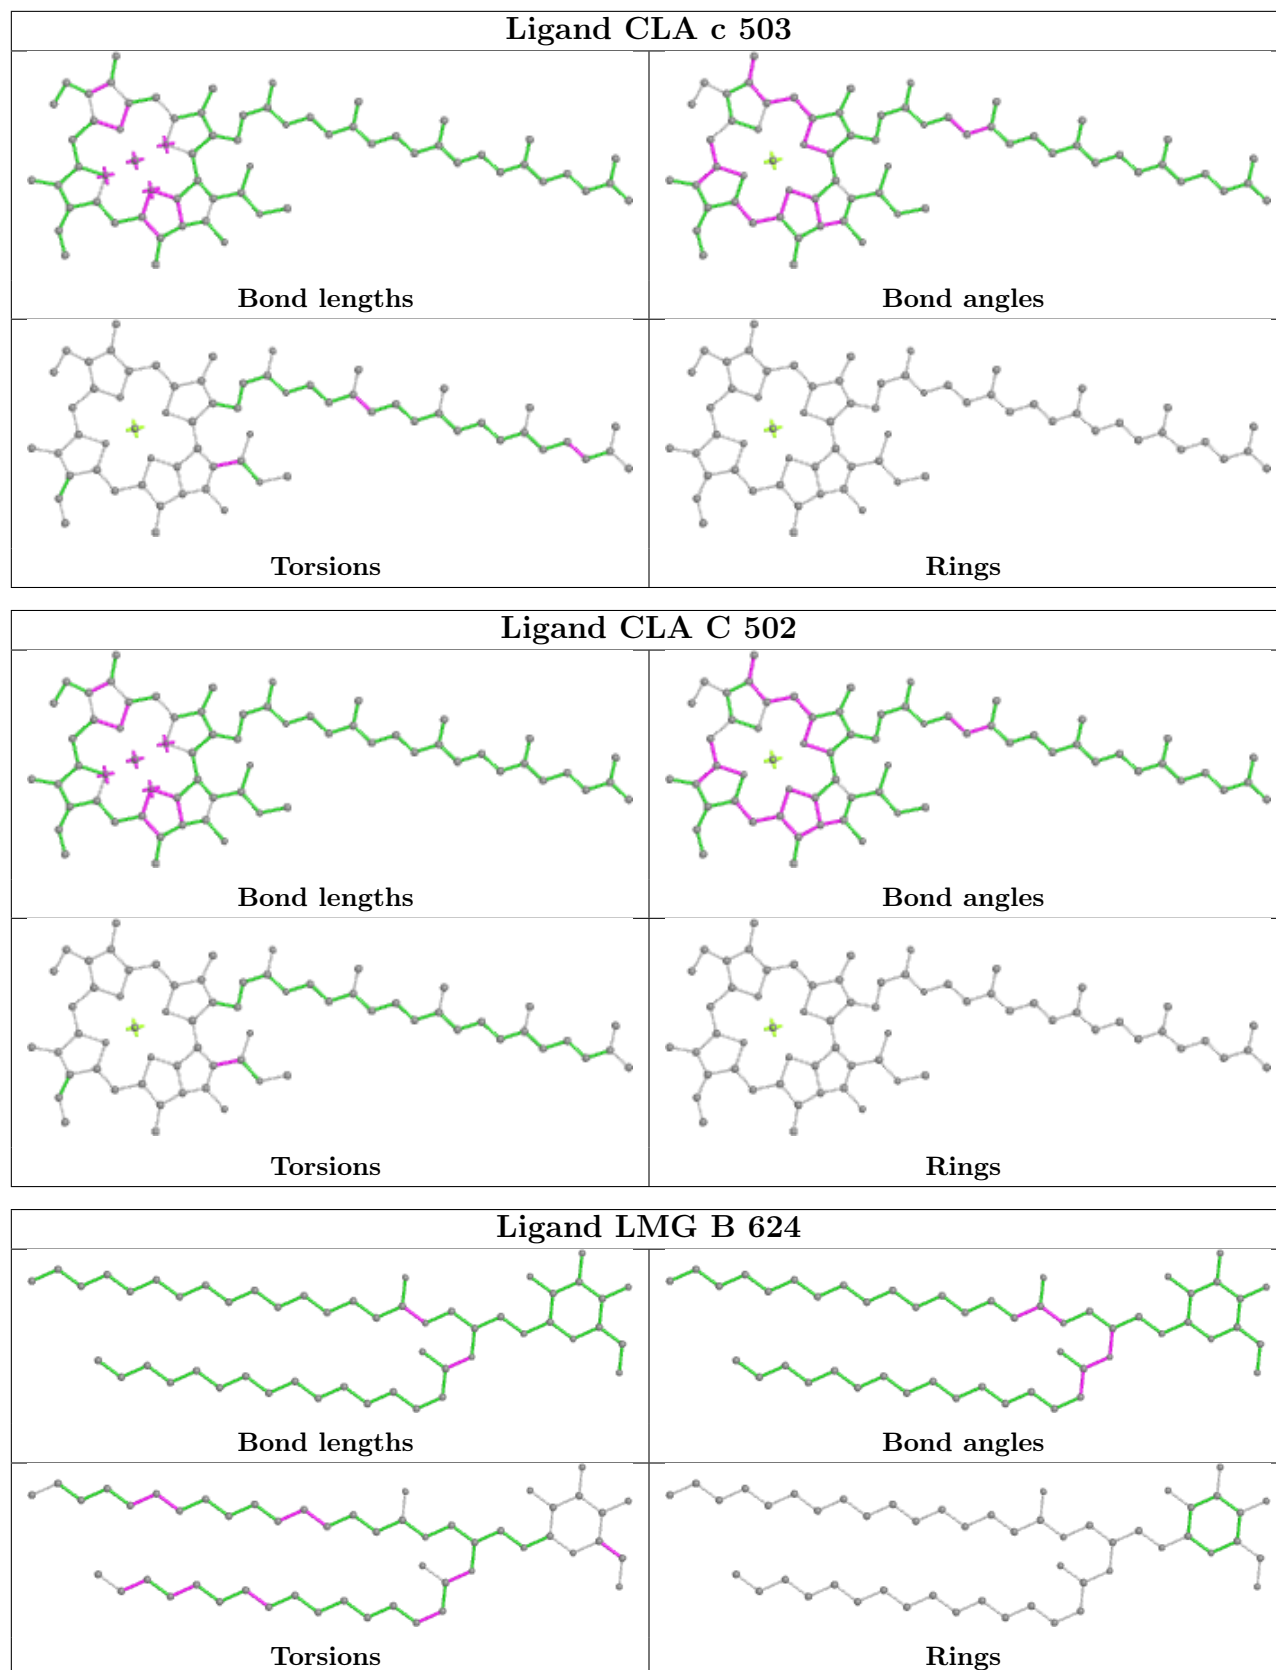 Ligand CLA c 503
Bond lengths
Bond angles
Torsions
Rings
Ligand CLA C 502
Bond lengths
Bond angles
Torsions
Rings
Ligand LMG B 624
Bond lengths
Bond angles
Torsions
Rings